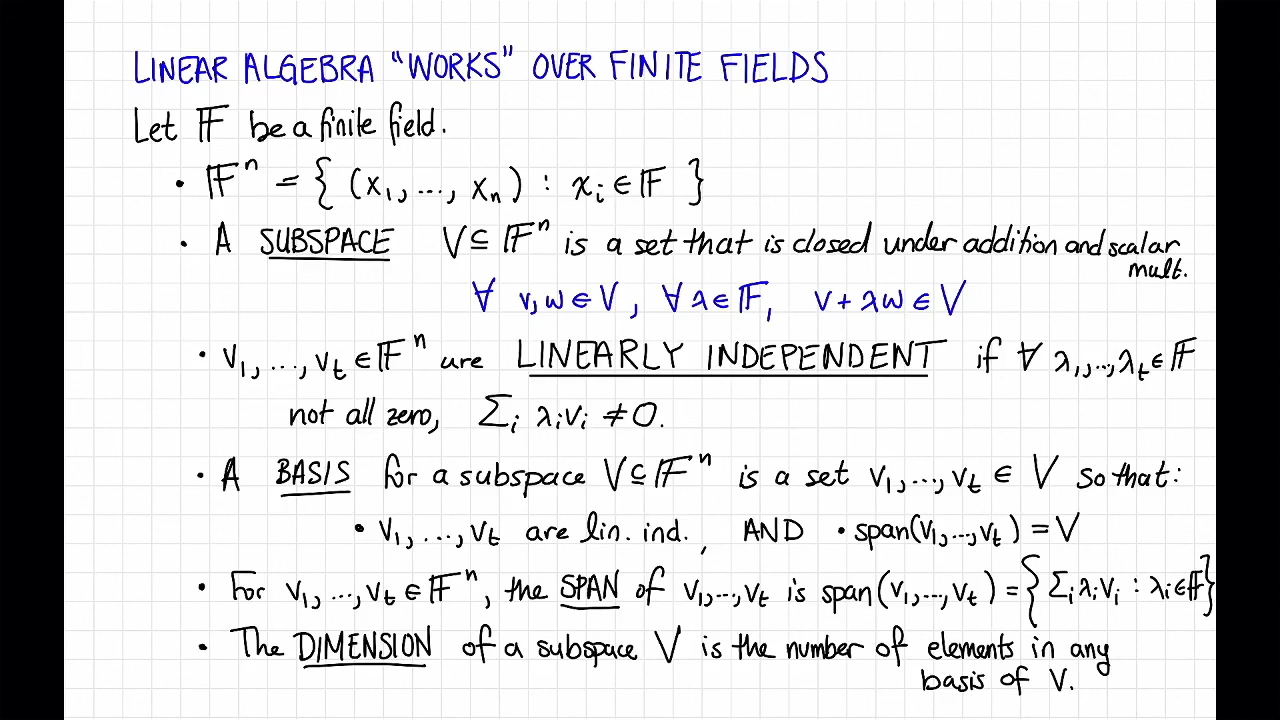 LINEAR ALGEBRA "WORKS" OVER FINITE FIELDS
Let 𝔽 be a finite field.
• 𝔽ⁿ = { (x₁, ..., xₙ) : xᵢ ∈ 𝔽 }
• A SUBSPACE V ⊆ 𝔽ⁿ is a set that is closed under addition and scalar
mult.
∀ v, w ∈ V, ∀ λ ∈ 𝔽, v + λw ∈ V
• v₁, ..., vₜ ∈ 𝔽ⁿ are LINEARLY INDEPENDENT if ∀ λ₁, ..., λₜ ∈ 𝔽
not all zero, Σᵢ λᵢvᵢ ≠ 0.
• A BASIS for a subspace V ⊆ 𝔽ⁿ is a set v₁, ..., vₜ ∈ V so that:
• v₁, ..., vₜ are lin. ind., AND • span(v₁, ..., vₜ) = V
• For v₁, ..., vₜ ∈ 𝔽ⁿ, the SPAN of v₁, ..., vₜ is span(v₁, ..., vₜ) = { Σᵢ λᵢvᵢ : λᵢ ∈ 𝔽 }
• The DIMENSION of a subspace V is the number of elements in any
basis of V.